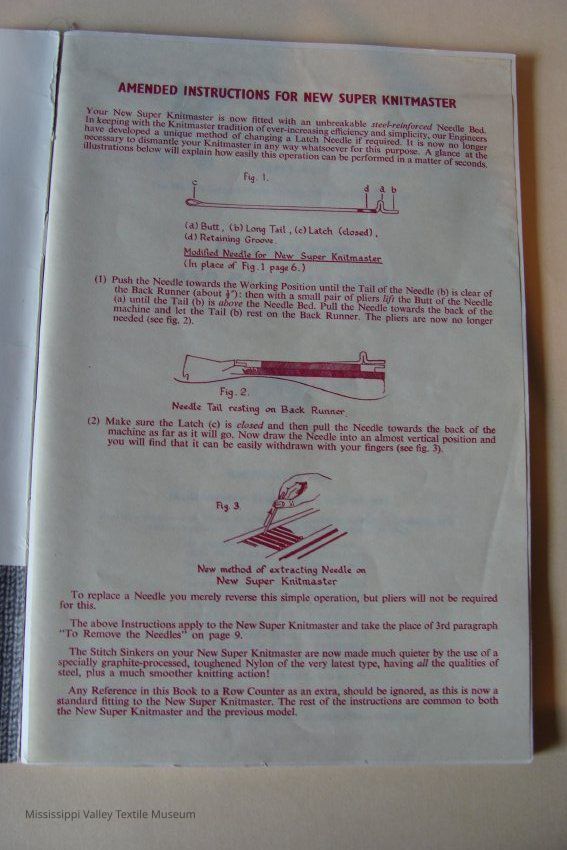 AMENDED INSTRUCTIONS FOR NEW SUPER KNITMASTER
Your New Super Knitmaster is now fitted with an unbreakable steel-reinforced Needle Bed.
In keeping with the Knitmaster tradition of ever-increasing efficiency and simplicity, our Engineers
have developed a unique method of changing a Latch Needle if required. It is now no longer
necessary to dismantle your Knitmaster in any way whatsoever for this purpose. A glance at the
illustrations below will explain how easily this operation can be performed in a matter of seconds.
Fig. 1.
c d a b
(a) Butt, (b) Long Tail, (c) Latch (closed),
(d) Retaining Groove.
Modified Needle for New Super Knitmaster
(In place of Fig. 1 page 6.)
(1) Push the Needle towards the Working Position until the Tail of the Needle (b) is clear of
the Back Runner (about ½"): then with a small pair of pliers lift the Butt of the Needle
(a) until the Tail (b) is above the Needle Bed. Pull the Needle towards the back of the
machine and let the Tail (b) rest on the Back Runner. The pliers are now no longer
needed (see fig. 2).
Fig. 2.
Needle Tail resting on Back Runner.
(2) Make sure the Latch (c) is closed and then pull the Needle towards the back of the
machine as far as it will go. Now draw the Needle into an almost vertical position and
you will find that it can be easily withdrawn with your fingers (see fig. 3).
Fig. 3.
New method of extracting Needle on
New Super Knitmaster
To replace a Needle you merely reverse this simple operation, but pliers will not be required
for this.
The above Instructions apply to the New Super Knitmaster and take the place of 3rd paragraph
"To Remove the Needles" on page 9.
The Stitch Sinkers on your New Super Knitmaster are now made much quieter by the use of a
specially graphite-processed, toughened Nylon of the very latest type, having all the qualities of
steel, plus a much smoother knitting action!
Any Reference in this Book to a Row Counter as an extra, should be ignored, as this is now a
standard fitting to the New Super Knitmaster. The rest of the instructions are common to both
the New Super Knitmaster and the previous model.
Mississippi Valley Textile Museum